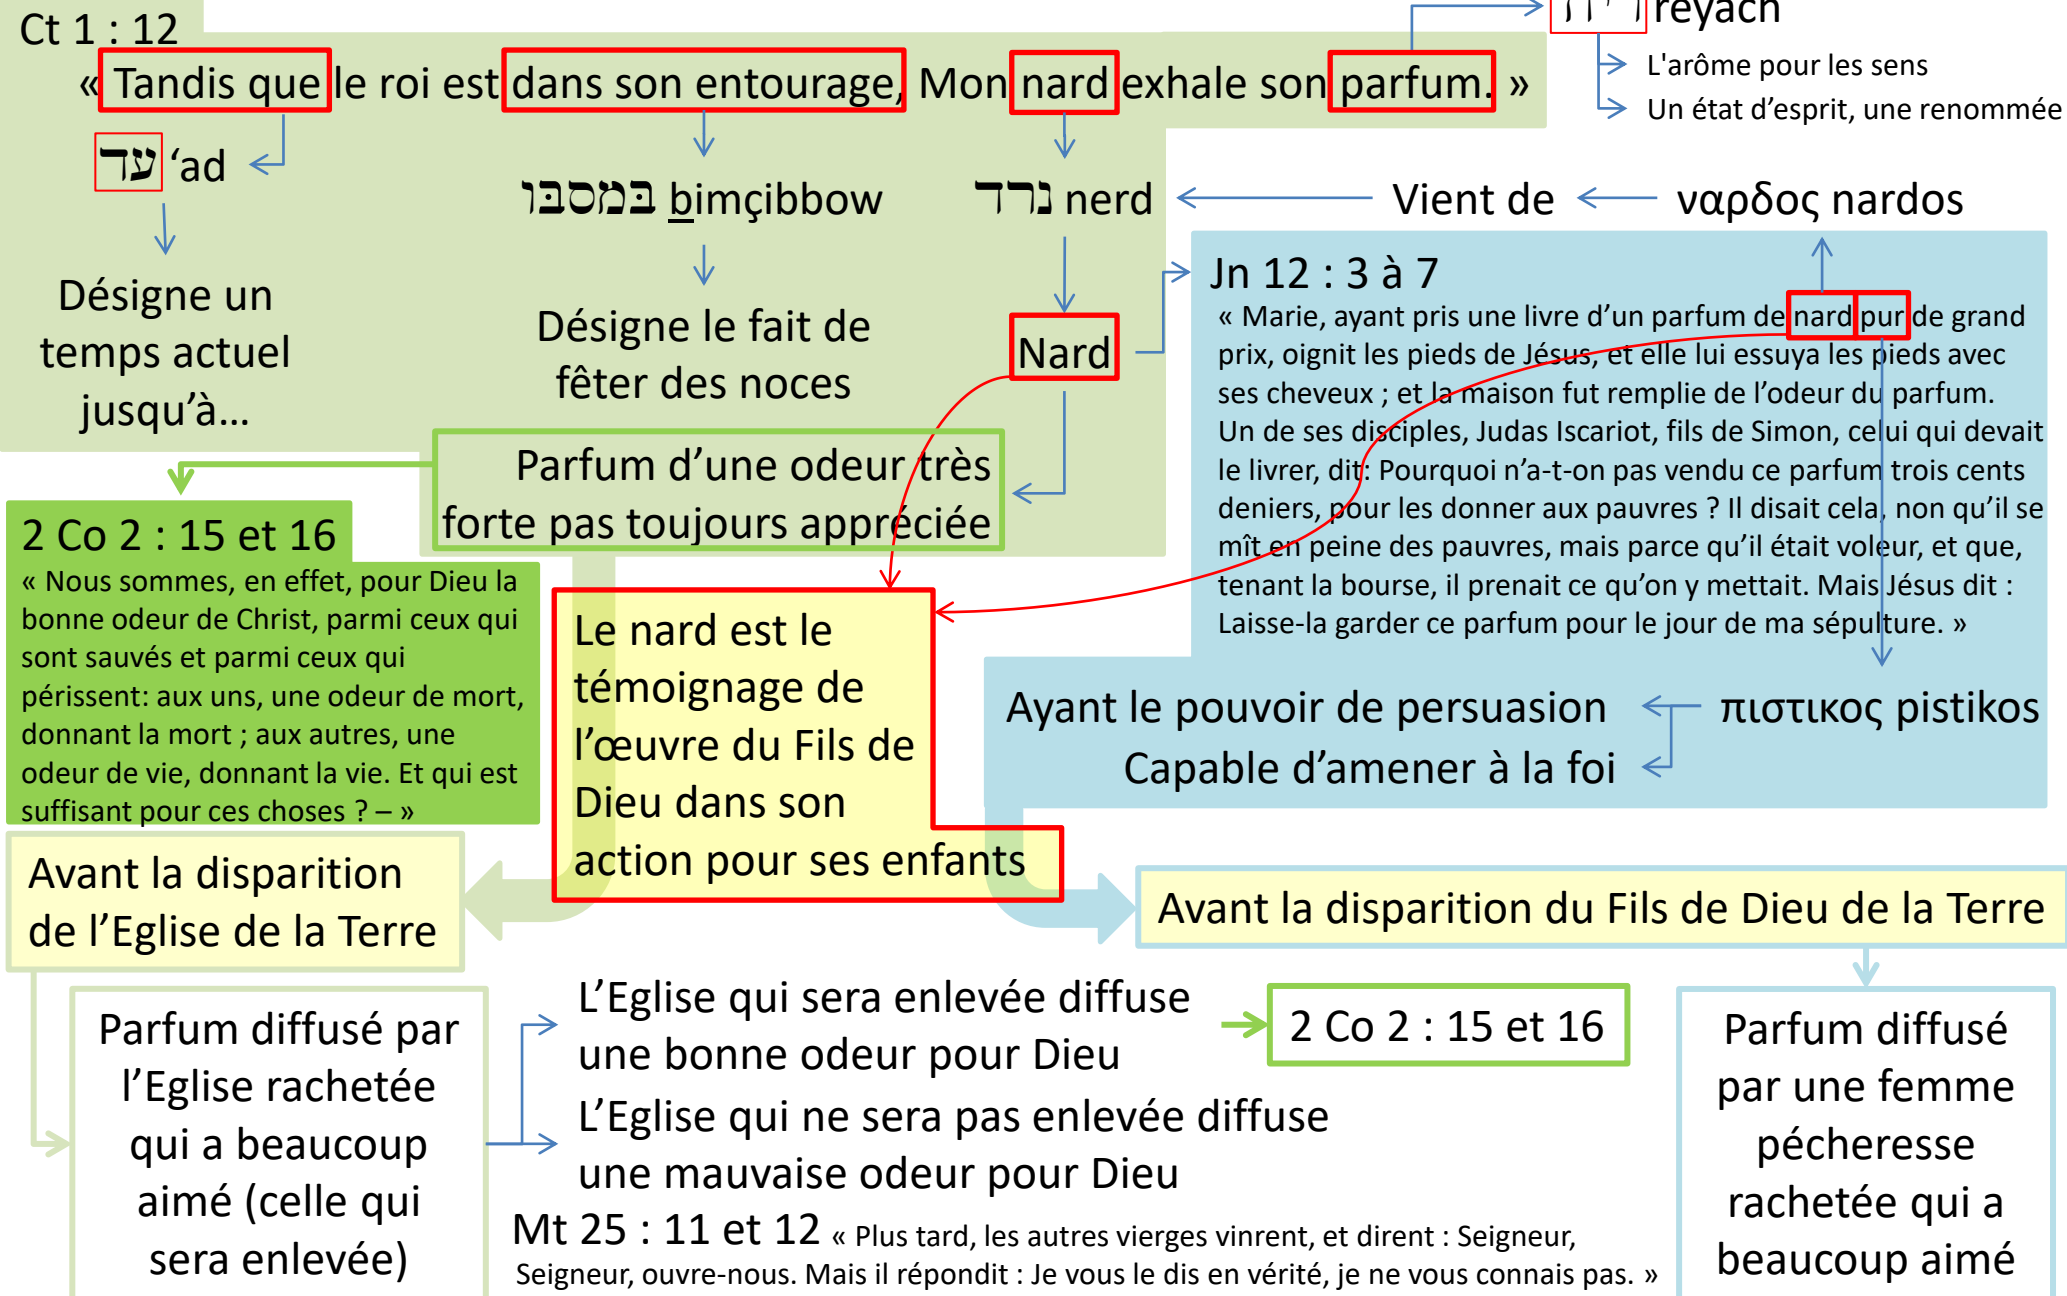 Ct 1 : 12
reyach
L'arôme pour les sens
Un état d’esprit, une renommée
« Tandis que le roi est dans son entourage, Mon nard exhale son parfum. »
עד ‘ad
במסבּו bimçibbow
נרד nerd
Vient de
ναρδος nardos
Désigne un
temps actuel
jusqu’à…
Désigne le fait de
fêter des noces
Nard
Parfum d’une odeur très
forte pas toujours appréciée
Jn 12 : 3 à 7
« Marie, ayant pris une livre d’un parfum de nard pur de grand
prix, oignit les pieds de Jésus, et elle lui essuya les pieds avec
ses cheveux ; et la maison fut remplie de l’odeur du parfum.
Un de ses disciples, Judas Iscariot, fils de Simon, celui qui devait
le livrer, dit: Pourquoi n’a-t-on pas vendu ce parfum trois cents
deniers, pour les donner aux pauvres ? Il disait cela, non qu’il se
mît en peine des pauvres, mais parce qu’il était voleur, et que,
tenant la bourse, il prenait ce qu’on y mettait. Mais Jésus dit :
Laisse-la garder ce parfum pour le jour de ma sépulture. »
Ayant le pouvoir de persuasion
πιστικος pistikos
Capable d’amener à la foi
2 Co 2 : 15 et 16
« Nous sommes, en effet, pour Dieu la
bonne odeur de Christ, parmi ceux qui
sont sauvés et parmi ceux qui
périssent: aux uns, une odeur de mort,
donnant la mort ; aux autres, une
odeur de vie, donnant la vie. Et qui est
suffisant pour ces choses ? – »
Le nard est le
témoignage de
l’œuvre du Fils de
Dieu dans son
action pour ses enfants
Avant la disparition
de l’Eglise de la Terre
Avant la disparition du Fils de Dieu de la Terre
Parfum diffusé par
l’Eglise rachetée
qui a beaucoup
aimé (celle qui
sera enlevée)
L’Eglise qui sera enlevée diffuse
une bonne odeur pour Dieu
2 Co 2 : 15 et 16
L’Eglise qui ne sera pas enlevée diffuse
une mauvaise odeur pour Dieu
Mt 25 : 11 et 12 « Plus tard, les autres vierges vinrent, et dirent : Seigneur,
Seigneur, ouvre-nous. Mais il répondit : Je vous le dis en vérité, je ne vous connais pas. »
Parfum diffusé
par une femme
pécheresse
rachetée qui a
beaucoup aimé